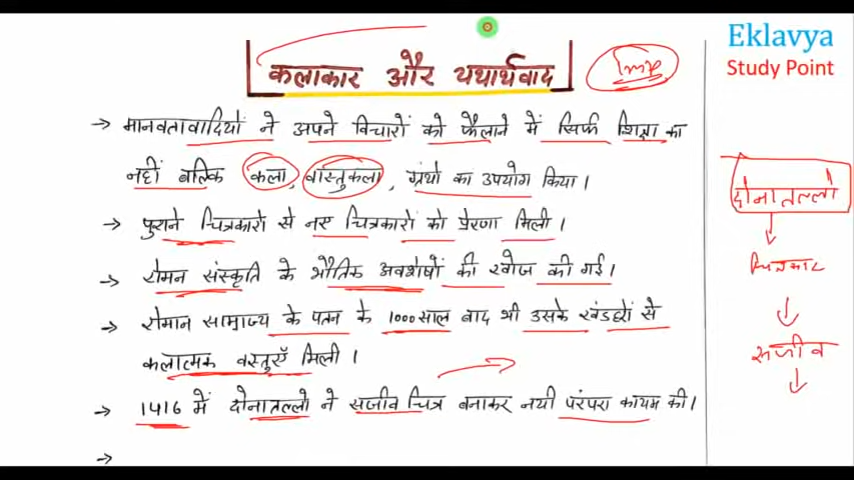 Eklavya
Study Point
कलाकार और यथार्थवाद
Imp
→ मानवतावादियों ने अपने विचारों को फैलाने में सिर्फ शिक्षा का
नहीं बल्कि कला, वास्तुकला, ग्रंथो का उपयोग किया।
→ पुराने चित्रकारो से नए चित्रकारों को प्रेरणा मिली।
→ रोमन संस्कृति के भौतिक अवशेषों की खोज की गई।
→ रोमान साम्राज्य के पतन के 1000 साल बाद भी उसके खंडहरों से
कलात्मक वस्तुएँ मिली।
→ 1416 में दोनातल्लो ने सजीव चित्र बनाकर नयी परंपरा कायम की।
→
दोनातल्लो
चित्रकार
सजीव